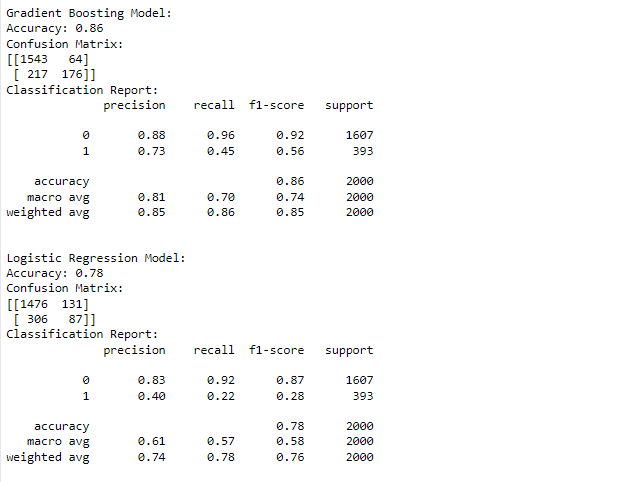 Gradient Boosting Model:
Accuracy: 0.86
Confusion Matrix:
[[1543   64]
 [ 217  176]]
Classification Report:
              precision    recall  f1-score   support

           0       0.88      0.96      0.92      1607
           1       0.73      0.45      0.56       393

    accuracy                           0.86      2000
   macro avg       0.81      0.70      0.74      2000
weighted avg       0.85      0.86      0.85      2000


Logistic Regression Model:
Accuracy: 0.78
Confusion Matrix:
[[1476  131]
 [ 306   87]]
Classification Report:
              precision    recall  f1-score   support

           0       0.83      0.92      0.87      1607
           1       0.40      0.22      0.28       393

    accuracy                           0.78      2000
   macro avg       0.61      0.57      0.58      2000
weighted avg       0.74      0.78      0.76      2000